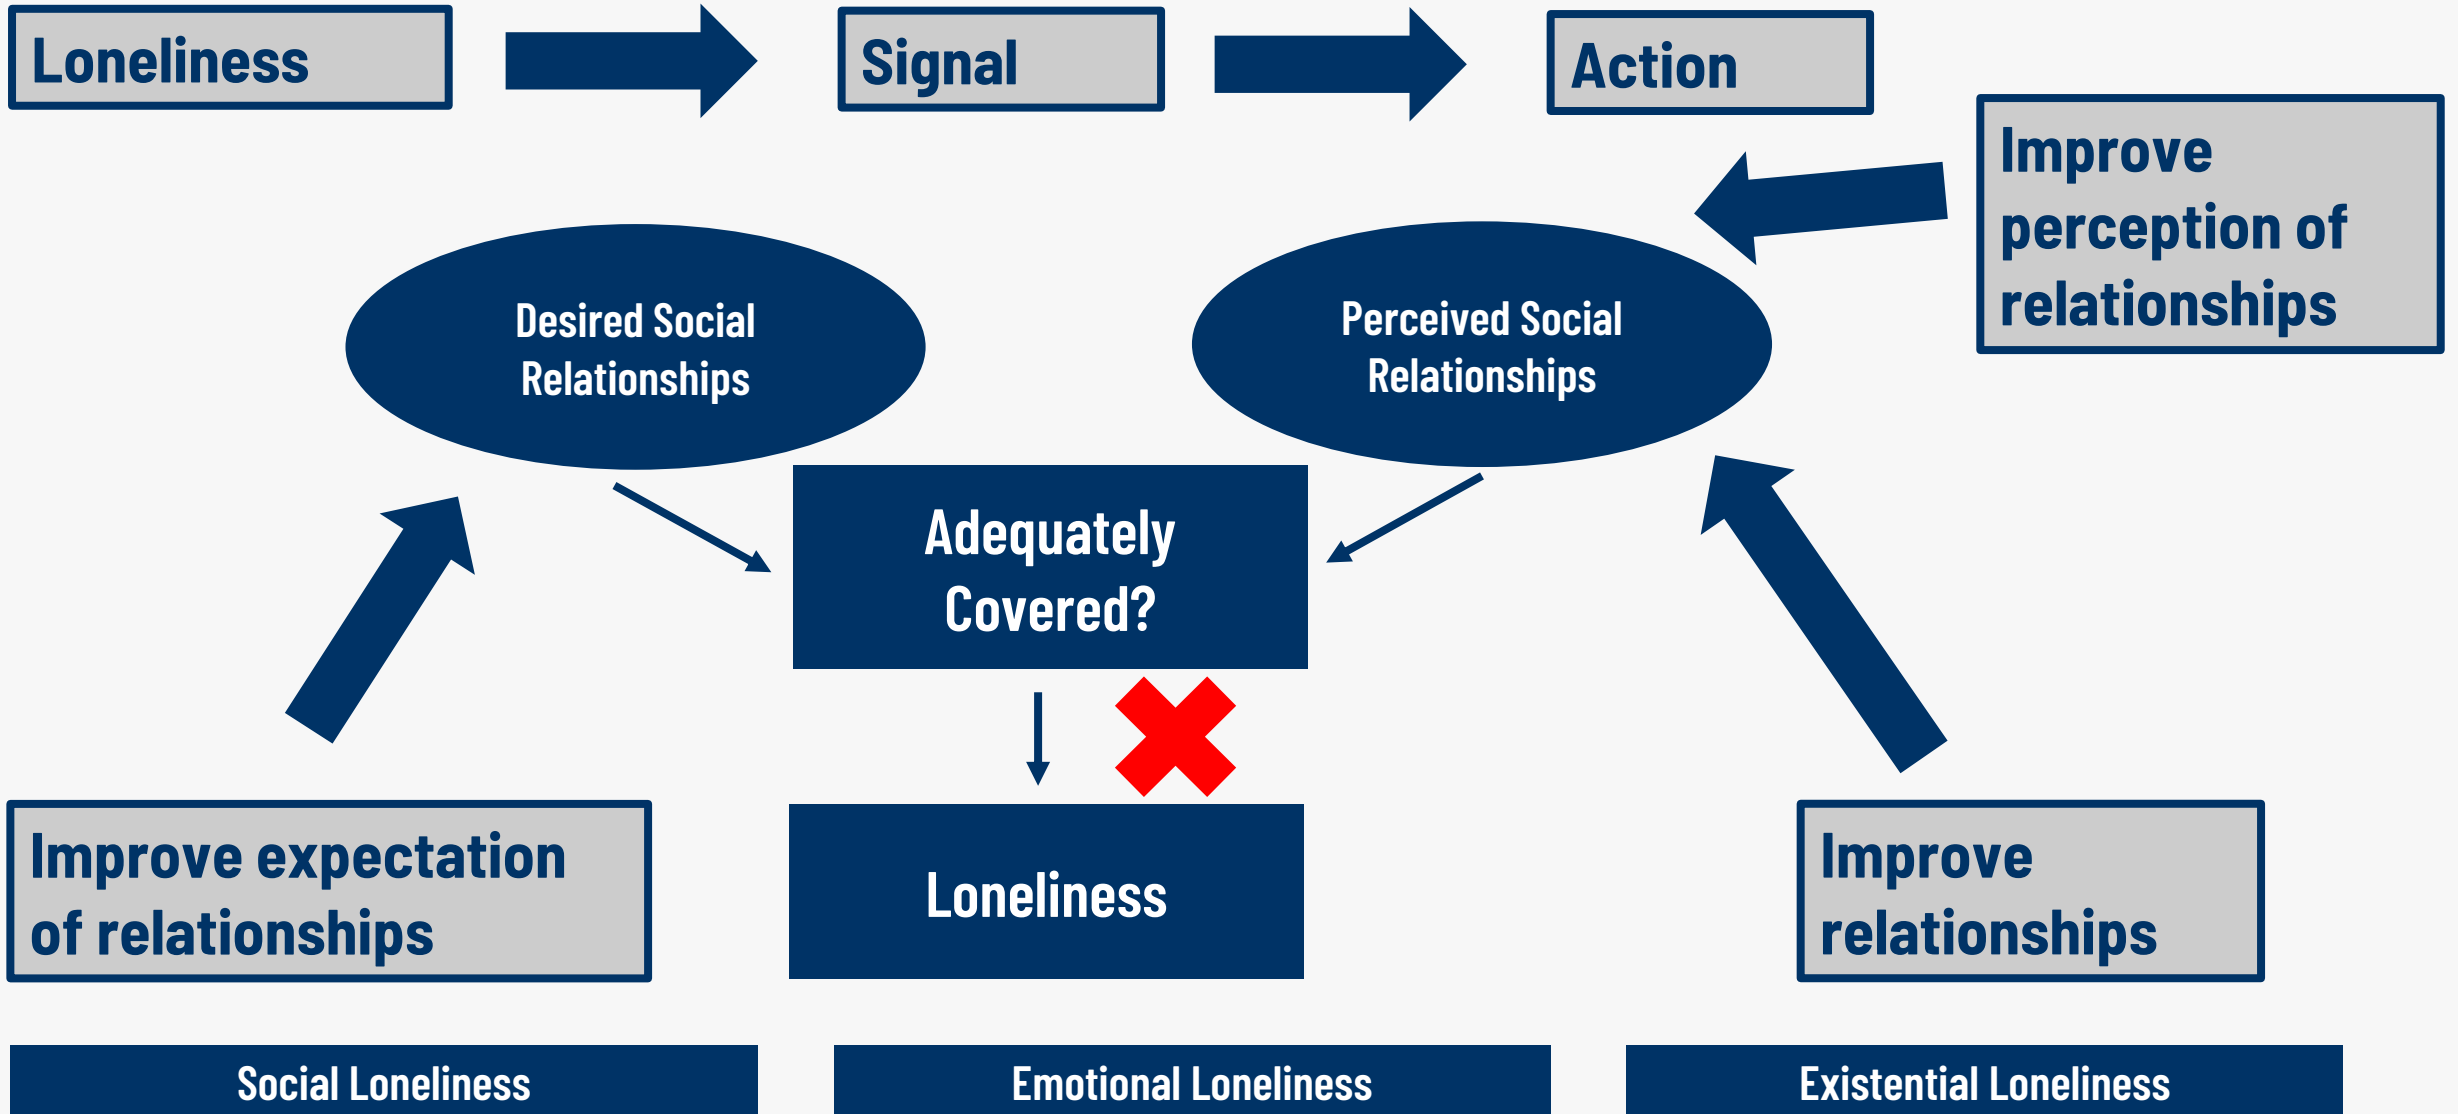 Loneliness
Signal
Action
Improve
perception of
relationships
Desired Social
Relationships
Perceived Social
Relationships
Adequately
Covered?
Improve expectation
of relationships
Loneliness
Improve
relationships
Social Loneliness
Emotional Loneliness
Existential Loneliness